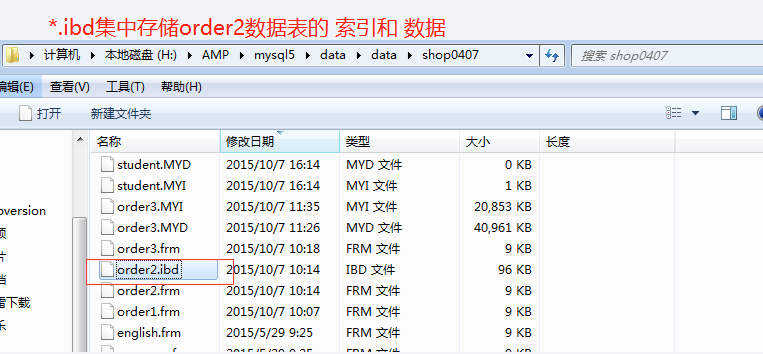 *.ibd集中存储order2数据表的 索引和 数据
计算机 本地磁盘 (H:) AMP mysql5 data data shop0407 搜索 shop0407
编辑(E) 查看(V) 工具(T) 帮助(H)
打开 新建文件夹
名称 修改日期 类型 大小 长度
student.MYD 2015/10/7 16:14 MYD 文件 0 KB
student.MYI 2015/10/7 16:14 MYI 文件 1 KB
order3.MYI 2015/10/7 11:35 MYI 文件 20,853 KB
order3.MYD 2015/10/7 11:26 MYD 文件 40,961 KB
order3.frm 2015/10/7 10:18 FRM 文件 9 KB
order2.ibd 2015/10/7 10:14 IBD 文件 96 KB
order2.frm 2015/10/7 10:14 FRM 文件 9 KB
order1.frm 2015/10/7 10:07 FRM 文件 9 KB
english.frm 2015/5/29 9:25 FRM 文件 9 KB
bversion
下载